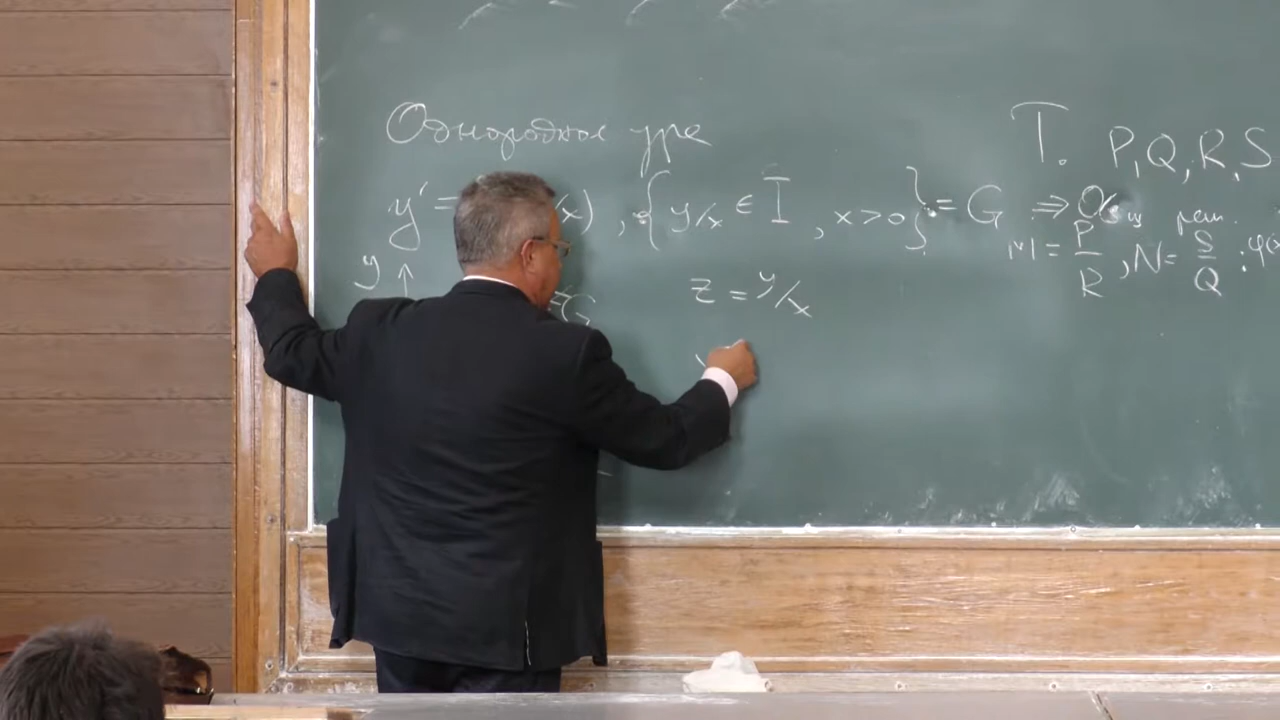 Однородное ур-е
y' = /x) , { y/x ∈ I , x>0 } = G
y ↑ G
z = y/x
T. P,Q,R,S
⇒ реш.
M = P/R , N = S/Q : φ(x